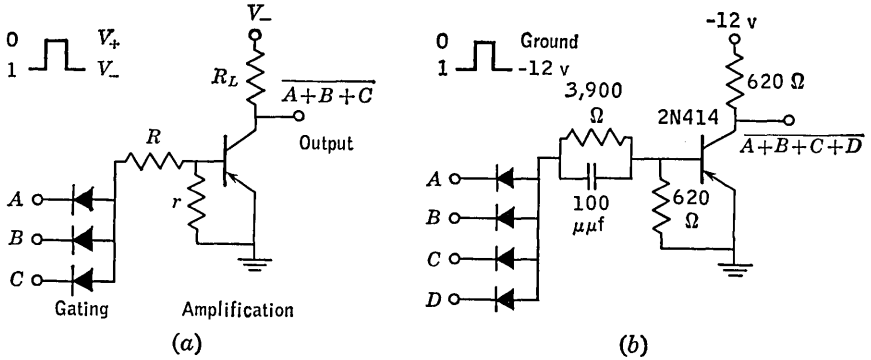 0 V₊
1 V₋
V₋
R_L
A+B+C
Output
R
r
A
B
C
Gating Amplification
(a)
0 Ground
1 -12 v
-12 v
620 Ω
3,900
Ω
2N414
A+B+C+D
100
μμf
620
Ω
A
B
C
D
(b)